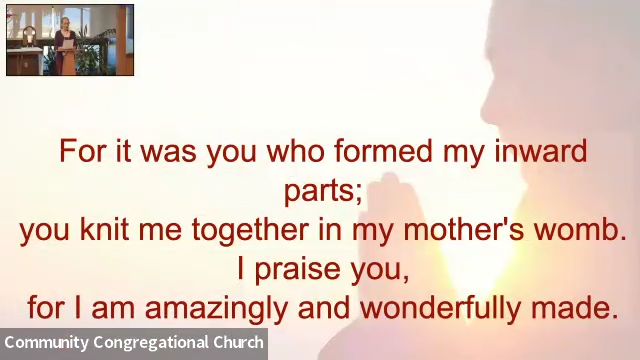 For it was you who formed my inward
parts;
you knit me together in my mother's womb.
I praise you,
for I am amazingly and wonderfully made.
Community Congregational Church